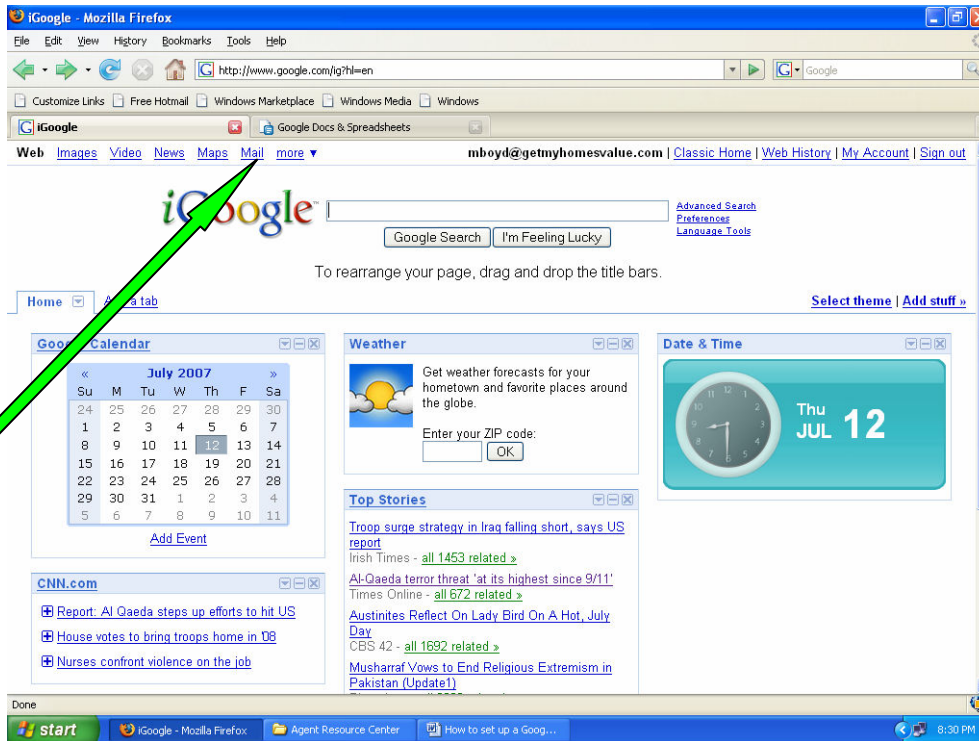 iGoogle - Mozilla Firefox
File Edit View History Bookmarks Tools Help
http://www.google.com/ig?hl=en
Google
Customize Links Free Hotmail Windows Marketplace Windows Media Windows
iGoogle Google Docs & Spreadsheets
Web Images Video News Maps Mail more ▼ mboyd@getmyhomesvalue.com | Classic Home | Web History | My Account | Sign out
iGoogle
Advanced Search
Preferences
Language Tools
Google Search I'm Feeling Lucky
To rearrange your page, drag and drop the title bars.
Home a tab Select theme | Add stuff »
Google Calendar
« July 2007 »
Su M Tu W Th F Sa
24 25 26 27 28 29 30
1 2 3 4 5 6 7
8 9 10 11 12 13 14
15 16 17 18 19 20 21
22 23 24 25 26 27 28
29 30 31 1 2 3 4
5 6 7 8 9 10 11
Add Event
CNN.com
Report: Al Qaeda steps up efforts to hit US
House votes to bring troops home in '08
Nurses confront violence on the job
Weather
Get weather forecasts for your
hometown and favorite places around
the globe.
Enter your ZIP code:
OK
Top Stories
Troop surge strategy in Iraq falling short, says US
report
Irish Times - all 1453 related »
Al-Qaeda terror threat 'at its highest since 9/11'
Times Online - all 672 related »
Austinites Reflect On Lady Bird On A Hot, July
Day
CBS 42 - all 1692 related »
Musharraf Vows to End Religious Extremism in
Pakistan (Update1)
Date & Time
12 1 2 3 4 5 6 7 8 9 10 11
Thu
JUL 12
Done
start iGoogle - Mozilla Firefox Agent Resource Center How to set up a Goog... 8:30 PM